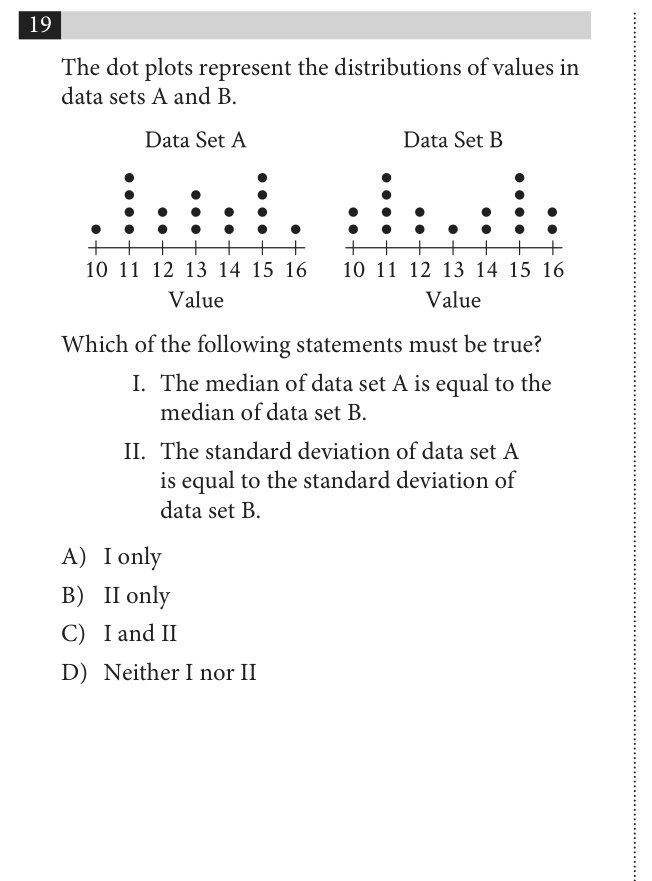 19
The dot plots represent the distributions of values in
data sets A and B.
Data Set A
10 11 12 13 14 15 16
Value
Data Set B
10 11 12 13 14 15 16
Value
Which of the following statements must be true?
I. The median of data set A is equal to the
median of data set B.
II. The standard deviation of data set A
is equal to the standard deviation of
data set B.
A) I only
B) II only
C) I and II
D) Neither I nor II